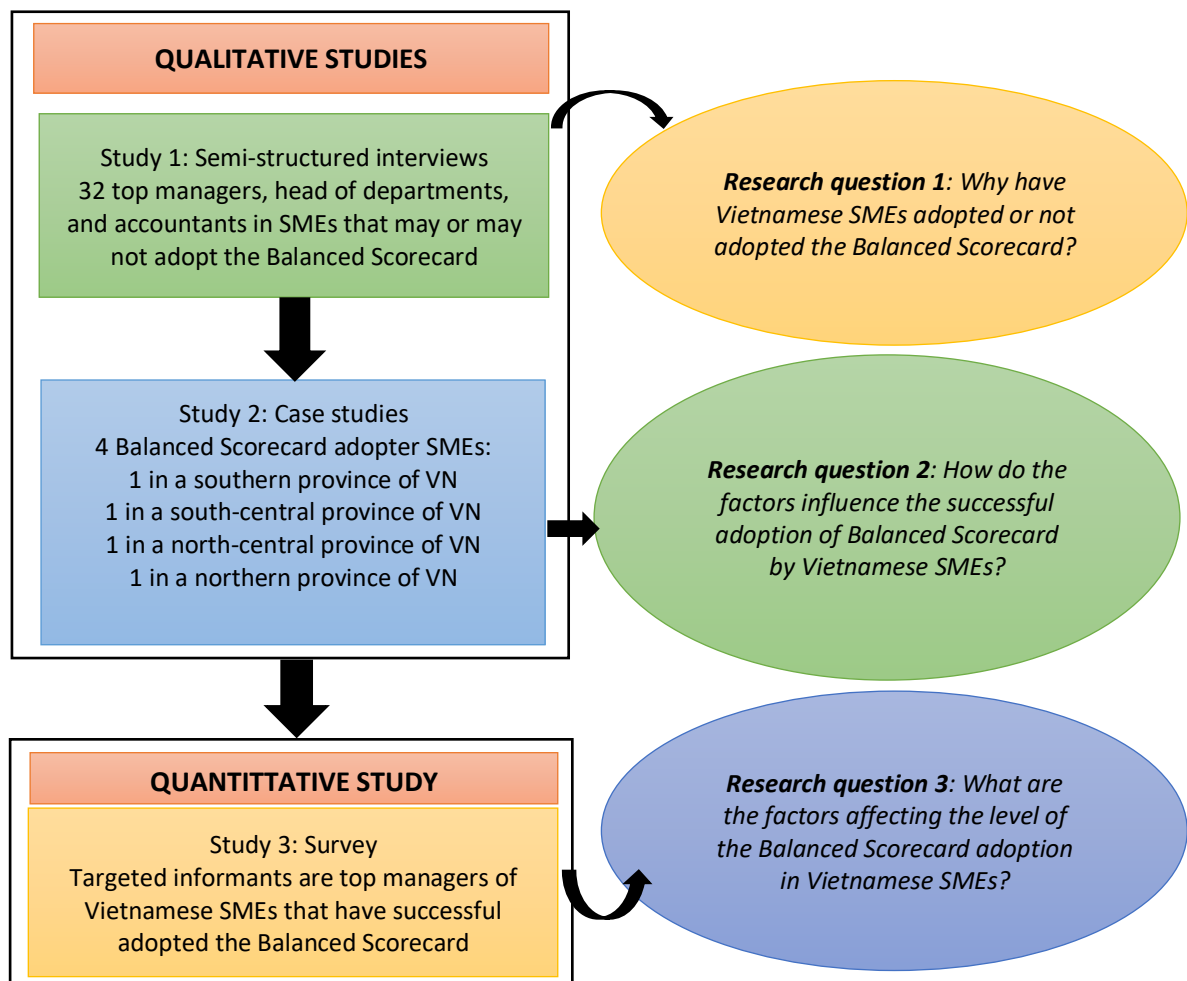 QUALITATIVE STUDIES
Study 1: Semi-structured interviews
32 top managers, head of departments,
and accountants in SMEs that may or may
not adopt the Balanced Scorecard
Research question 1: Why have
Vietnamese SMEs adopted or not
adopted the Balanced Scorecard?
Study 2: Case studies
4 Balanced Scorecard adopter SMEs:
1 in a southern province of VN
1 in a south-central province of VN
1 in a north-central province of VN
1 in a northern province of VN
Research question 2: How do the
factors influence the successful
adoption of Balanced Scorecard
by Vietnamese SMEs?
QUANTITTATIVE STUDY
Study 3: Survey
Targeted informants are top managers of
Vietnamese SMEs that have successful
adopted the Balanced Scorecard
Research question 3: What are
the factors affecting the level of
the Balanced Scorecard adoption
in Vietnamese SMEs?